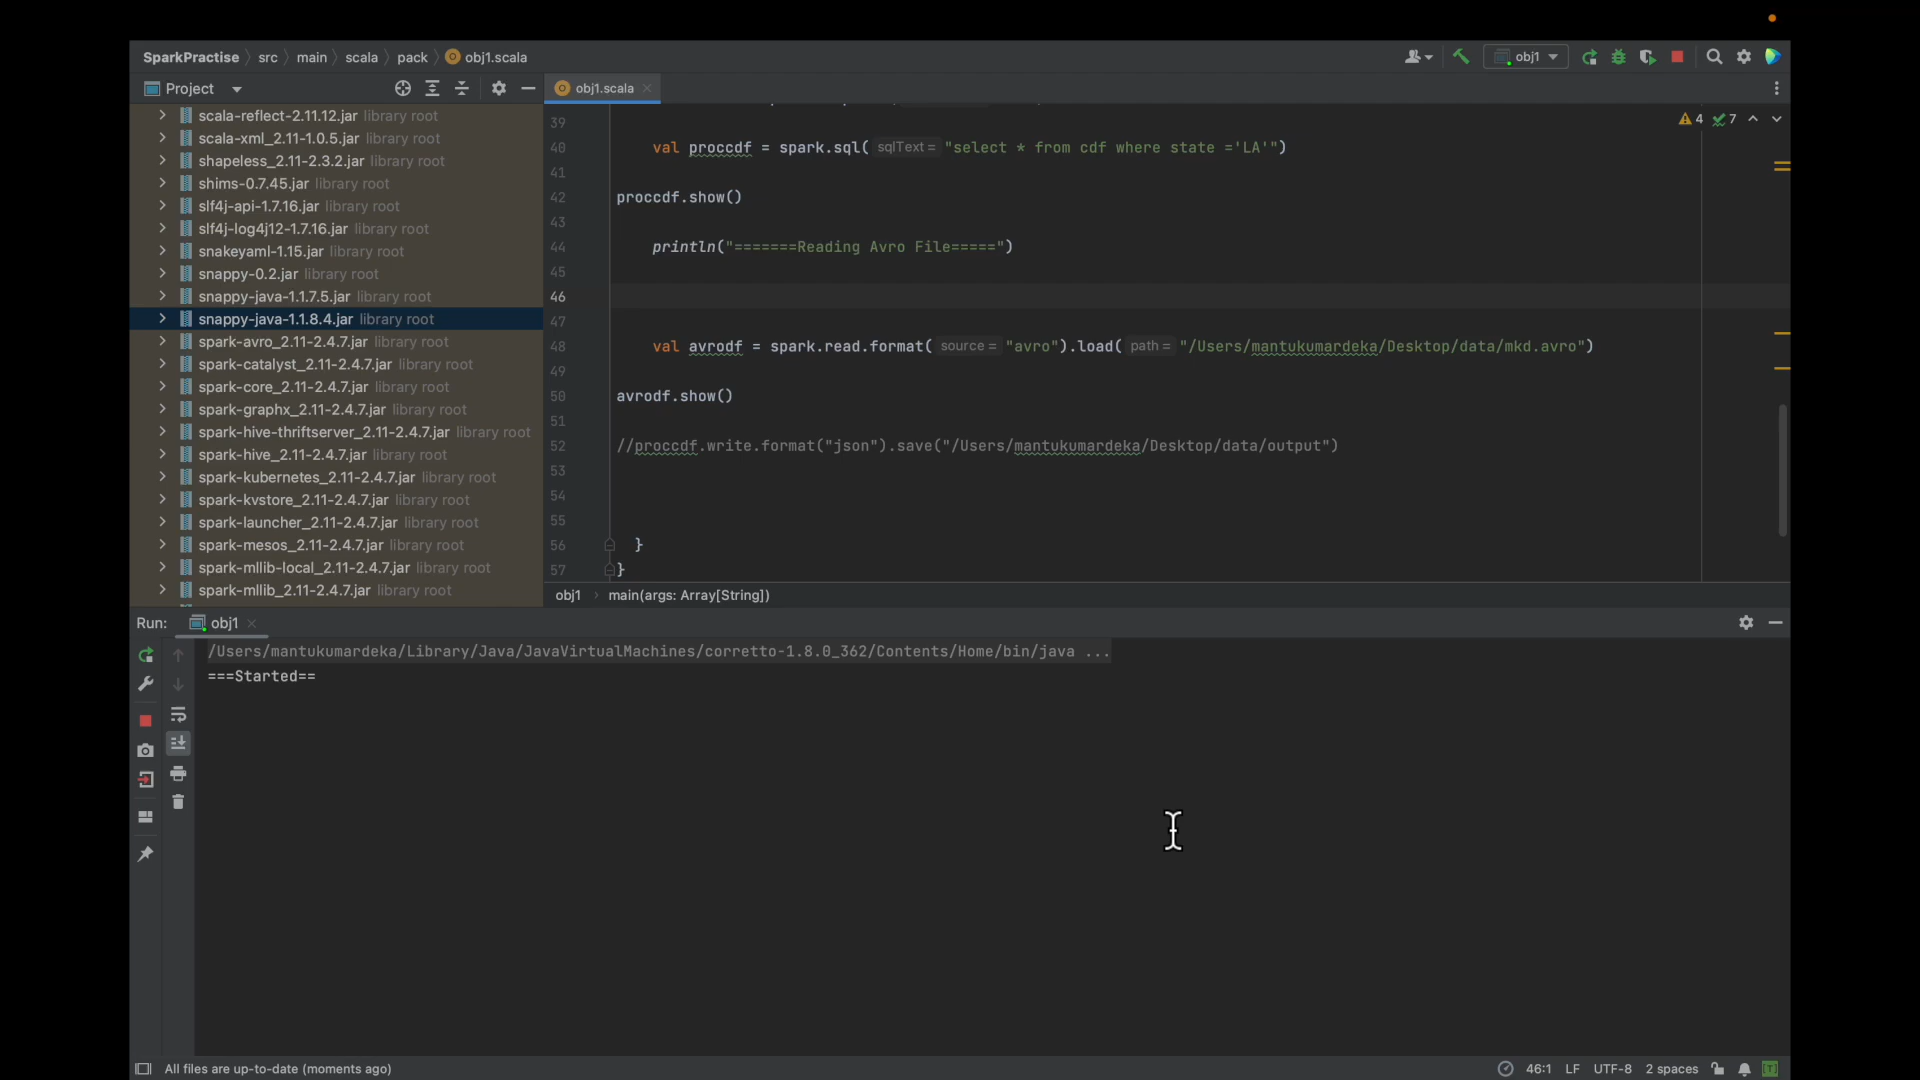 SparkPractise src main scala pack obj1.scala
obj1
Project
obj1.scala
scala-reflect-2.11.12.jar library root
scala-xml_2.11-1.0.5.jar library root
shapeless_2.11-2.3.2.jar library root
shims-0.7.45.jar library root
slf4j-api-1.7.16.jar library root
slf4j-log4j12-1.7.16.jar library root
snakeyaml-1.15.jar library root
snappy-0.2.jar library root
snappy-java-1.1.7.5.jar library root
snappy-java-1.1.8.4.jar library root
spark-avro_2.11-2.4.7.jar library root
spark-catalyst_2.11-2.4.7.jar library root
spark-core_2.11-2.4.7.jar library root
spark-graphx_2.11-2.4.7.jar library root
spark-hive-thriftserver_2.11-2.4.7.jar library root
spark-hive_2.11-2.4.7.jar library root
spark-kubernetes_2.11-2.4.7.jar library root
spark-kvstore_2.11-2.4.7.jar library root
spark-launcher_2.11-2.4.7.jar library root
spark-mesos_2.11-2.4.7.jar library root
spark-mllib-local_2.11-2.4.7.jar library root
spark-mllib_2.11-2.4.7.jar library root
4 7
39
40 val proccdf = spark.sql( sqlText = "select * from cdf where state ='LA'")
41
42 proccdf.show()
43
44 println("=======Reading Avro File=====")
45
46
47
48 val avrodf = spark.read.format( source = "avro").load( path = "/Users/mantukumardeka/Desktop/data/mkd.avro")
49
50 avrodf.show()
51
52 //proccdf.write.format("json").save("/Users/mantukumardeka/Desktop/data/output")
53
54
55
56 }
57 }
obj1 main(args: Array[String])
Run: obj1
/Users/mantukumardeka/Library/Java/JavaVirtualMachines/corretto-1.8.0_362/Contents/Home/bin/java ...
===Started==
All files are up-to-date (moments ago)
46:1 LF UTF-8 2 spaces